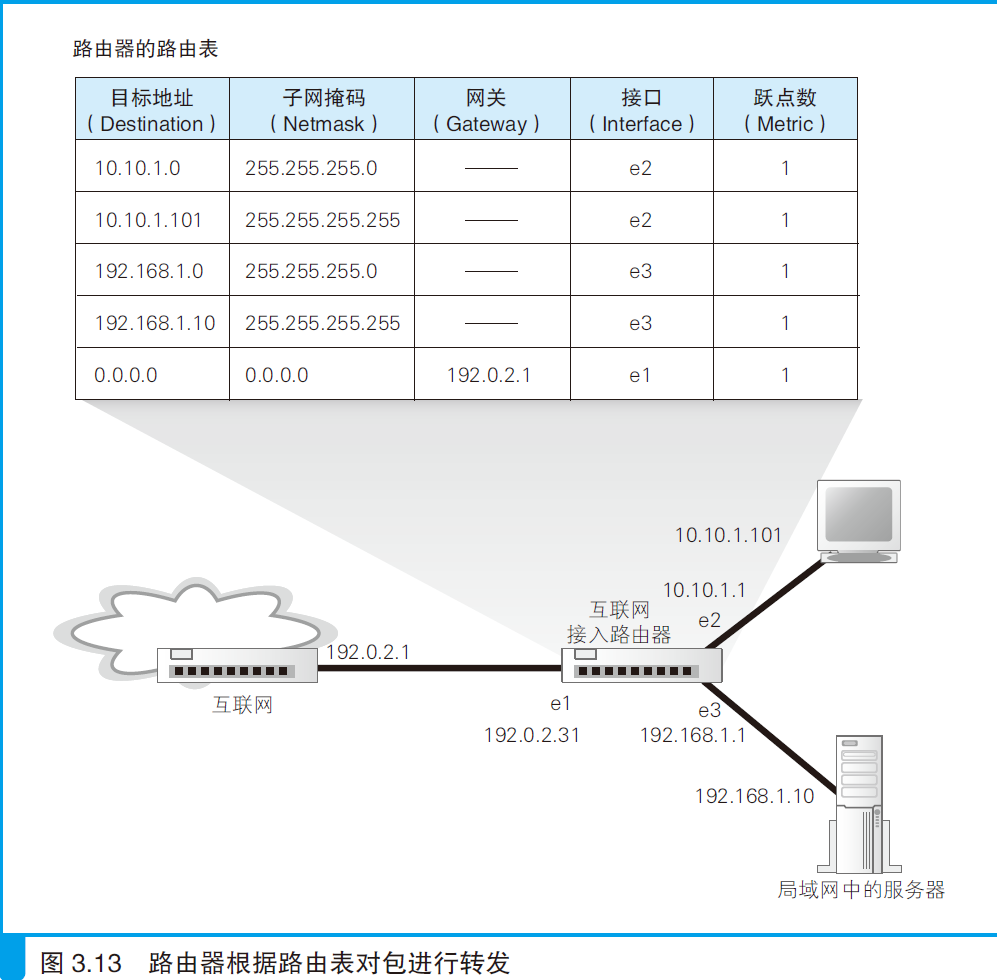 路由器的路由表
目标地址 子网掩码 网关 接口 跃点数
（Destination） （Netmask） （Gateway） （Interface） （Metric）
10.10.1.0 255.255.255.0 —— e2 1
10.10.1.101 255.255.255.255 —— e2 1
192.168.1.0 255.255.255.0 —— e3 1
192.168.1.10 255.255.255.255 —— e3 1
0.0.0.0 0.0.0.0 192.0.2.1 e1 1
10.10.1.101
10.10.1.1
互联网
接入路由器
e2
192.0.2.1
互联网
e1
192.0.2.31
e3
192.168.1.1
192.168.1.10
局域网中的服务器
图 3.13 路由器根据路由表对包进行转发